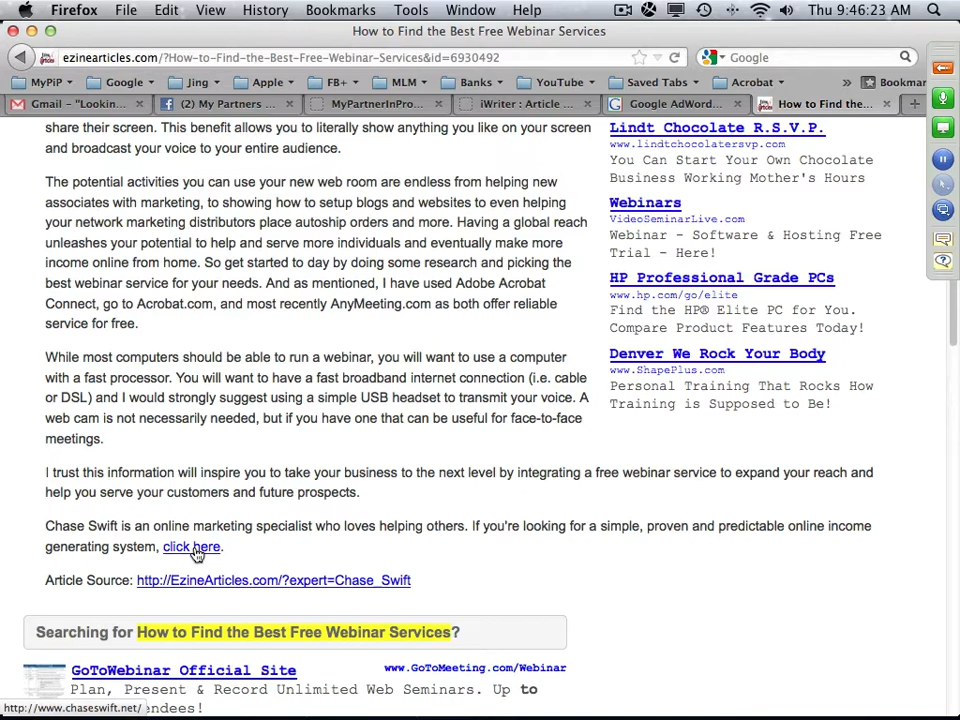 Firefox File Edit View History Bookmarks Tools Window Help Thu 9:46:23 AM
How to Find the Best Free Webinar Services
ezinearticles.com/?How-to-Find-the-Best-Free-Webinar-Services&id=6930492
Google
MyPiP Google Jing Apple FB+ MLM Banks YouTube Saved Tabs Acrobat » Bookmar
Gmail - "Lookin... (2) My Partners ... MyPartnerInPro... iWriter : Article ... Google AdWord... How to Find the...
share their screen. This benefit allows you to literally show anything you like on your screen
and broadcast your voice to your entire audience.
The potential activities you can use your new web room are endless from helping new
associates with marketing, to showing how to setup blogs and websites to even helping
your network marketing distributors place autoship orders and more. Having a global reach
unleashes your potential to help and serve more individuals and eventually make more
income online from home. So get started to day by doing some research and picking the
best webinar service for your needs. And as mentioned, I have used Adobe Acrobat
Connect, go to Acrobat.com, and most recently AnyMeeting.com as both offer reliable
service for free.
While most computers should be able to run a webinar, you will want to use a computer
with a fast processor. You will want to have a fast broadband internet connection (i.e. cable
or DSL) and I would strongly suggest using a simple USB headset to transmit your voice. A
web cam is not necessarily needed, but if you have one that can be useful for face-to-face
meetings.
Lindt Chocolate R.S.V.P.
www.lindtchocolatersvp.com
You Can Start Your Own Chocolate
Business Working Mother's Hours
Webinars
VideoSeminarLive.com
Webinar - Software & Hosting Free
Trial - Here!
HP Professional Grade PCs
www.hp.com/go/elite
Find the HP® Elite PC for You.
Compare Product Features Today!
Denver We Rock Your Body
www.ShapePlus.com
Personal Training That Rocks How
Training is Supposed to Be!
I trust this information will inspire you to take your business to the next level by integrating a free webinar service to expand your reach and
help you serve your customers and future prospects.
Chase Swift is an online marketing specialist who loves helping others. If you're looking for a simple, proven and predictable online income
generating system, click here.
Article Source: http://EzineArticles.com/?expert=Chase_Swift
Searching for How to Find the Best Free Webinar Services?
GoToWebinar Official Site www.GoToMeeting.com/Webinar
Plan, Present & Record Unlimited Web Seminars. Up to
endees!
http://www.chaseswift.net/